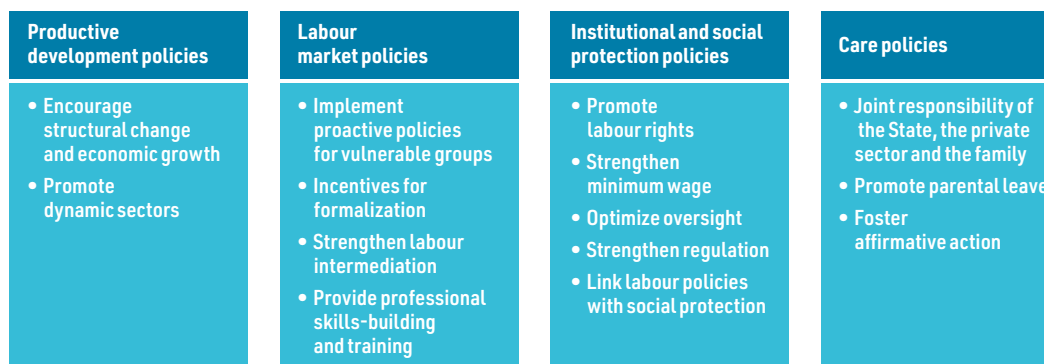 Productive
development policies
• Encourage
structural change
and economic growth
• Promote
dynamic sectors
Labour
market policies
• Implement
proactive policies
for vulnerable groups
• Incentives for
formalization
• Strengthen labour
intermediation
• Provide professional
skills-building
and training
Institutional and social
protection policies
• Promote
labour rights
• Strengthen
minimum wage
• Optimize oversight
• Strengthen regulation
• Link labour policies
with social protection
Care policies
• Joint responsibility of
the State, the private
sector and the family
• Promote parental leave
• Foster
affirmative action